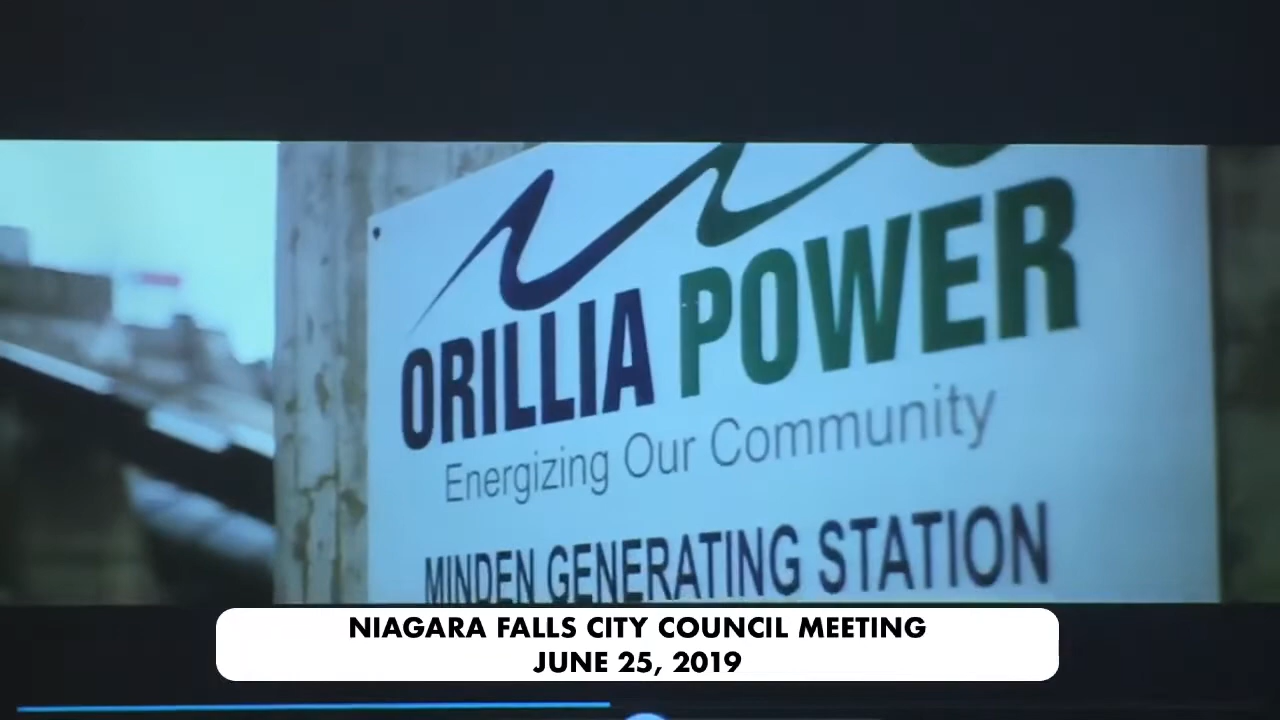 ORILLIA POWER
Energizing Our Community
MINDEN GENERATING STATION
NIAGARA FALLS CITY COUNCIL MEETING
JUNE 25, 2019